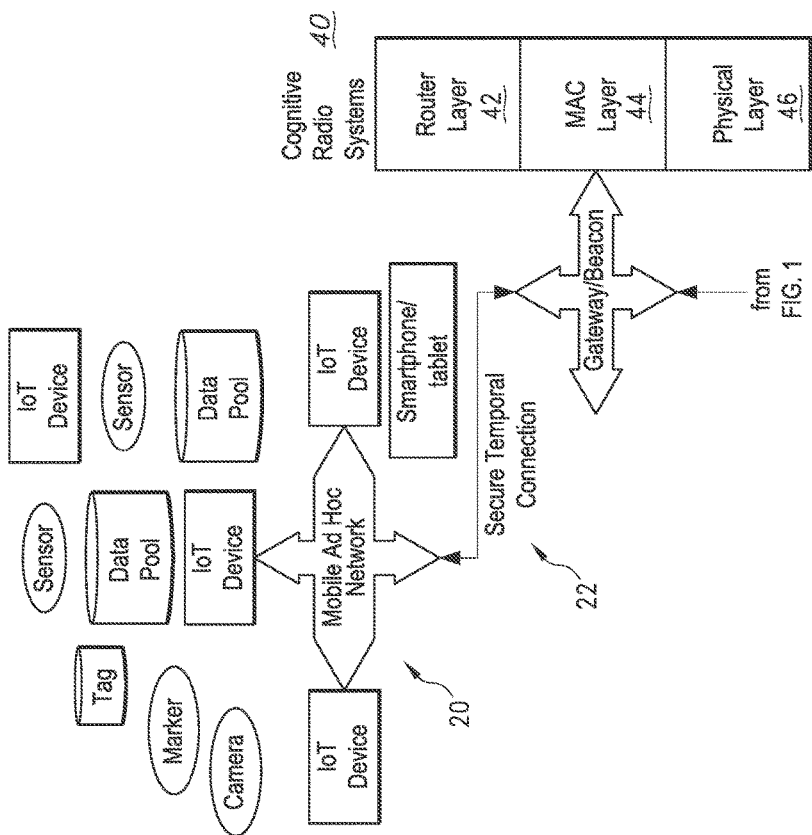 IoT
Device
Sensor
Data
Pool
Sensor
Data
Pool
IoT
Device
Tag
Marker
Camera
IoT
Device
Mobile Ad Hoc
Network
IoT
Device
Smartphone/
tablet
20
22
Secure Temporal
Connection
Gateway/Beacon
from
FIG. 1
Cognitive
Radio
Systems
40
Router
Layer
42
MAC
Layer
44
Physical
Layer
46